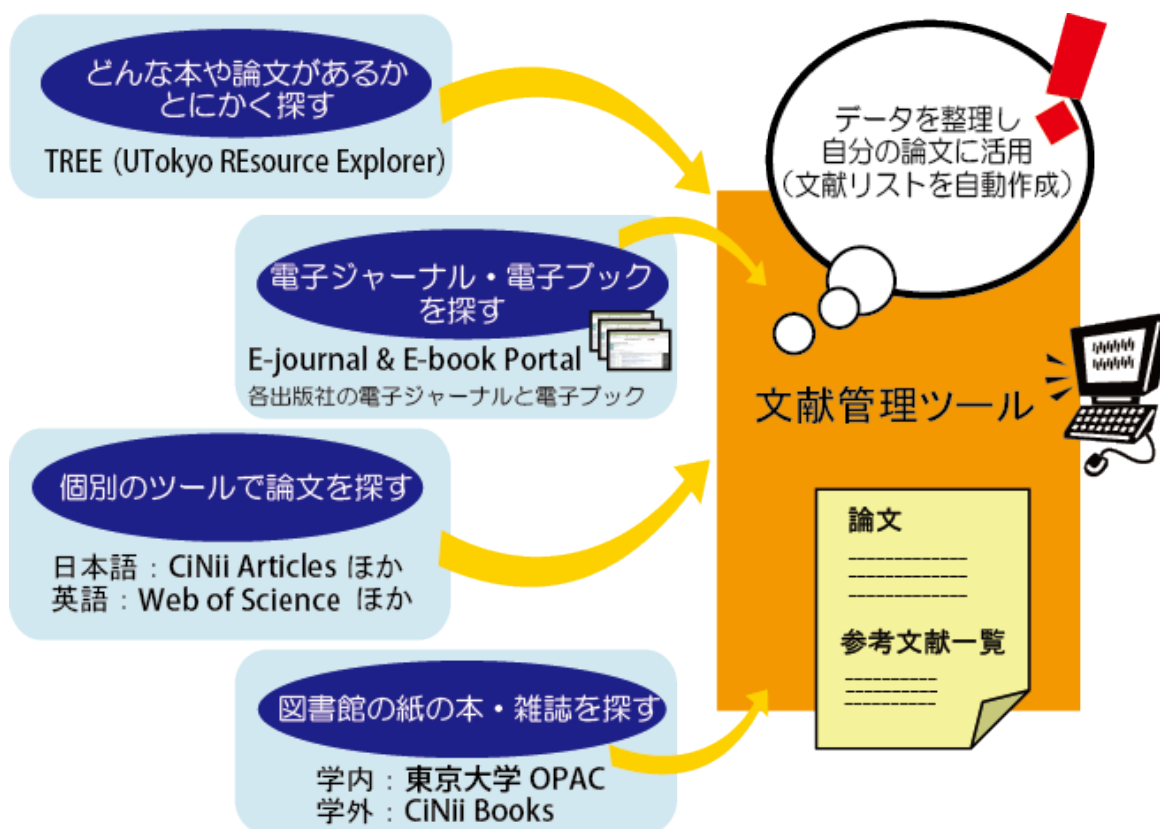 どんな本や論文があるか
とにかく探す
TREE (UTokyo REsource Explorer)
電子ジャーナル・電子ブック
を探す
E-journal & E-book Portal
各出版社の電子ジャーナルと電子ブック
個別のツールで論文を探す
日本語：CiNii Articles ほか
英語：Web of Science ほか
図書館の紙の本・雑誌を探す
学内：東京大学 OPAC
学外：CiNii Books
データを整理し
自分の論文に活用
（文献リストを自動作成）
文献管理ツール
論文
参考文献一覧